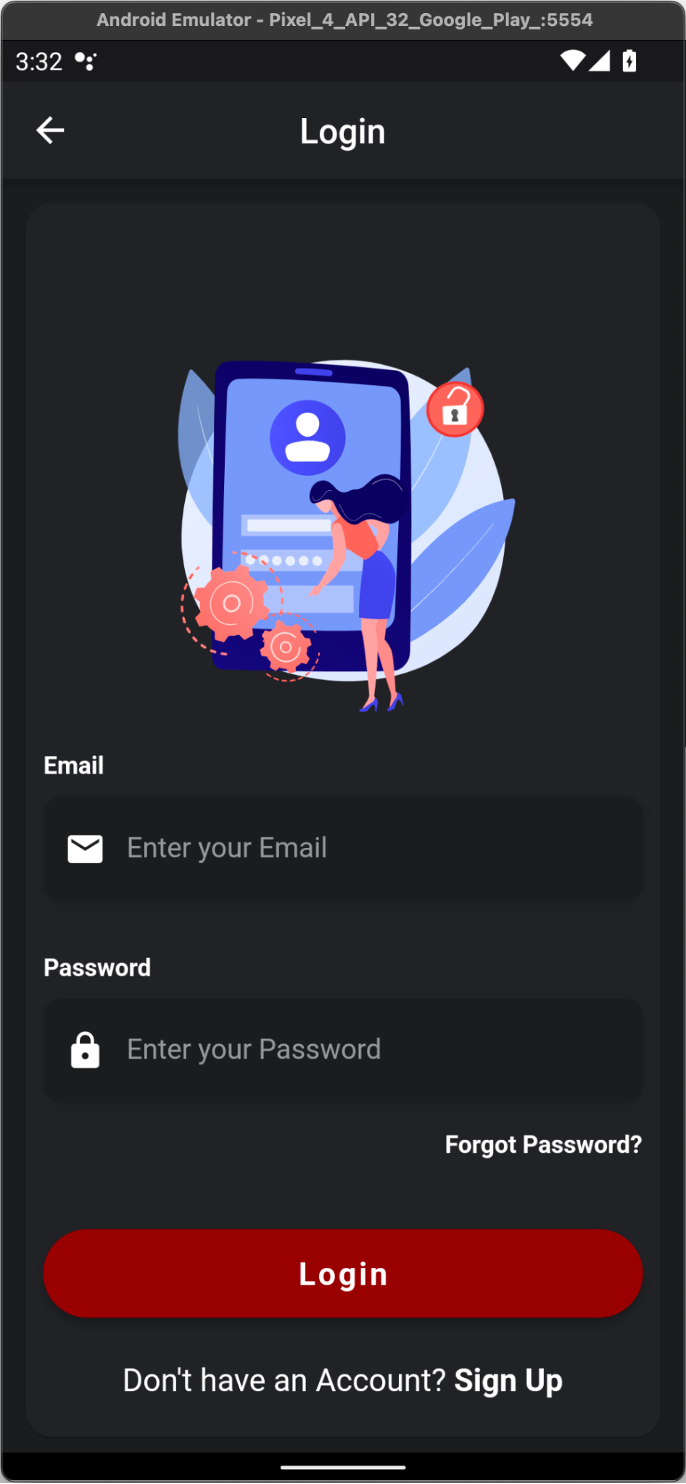 Android Emulator - Pixel_4_API_32_Google_Play_:5554
3:32
Login
Email
Enter your Email
Password
Enter your Password
Forgot Password?
Login
Don't have an Account? Sign Up